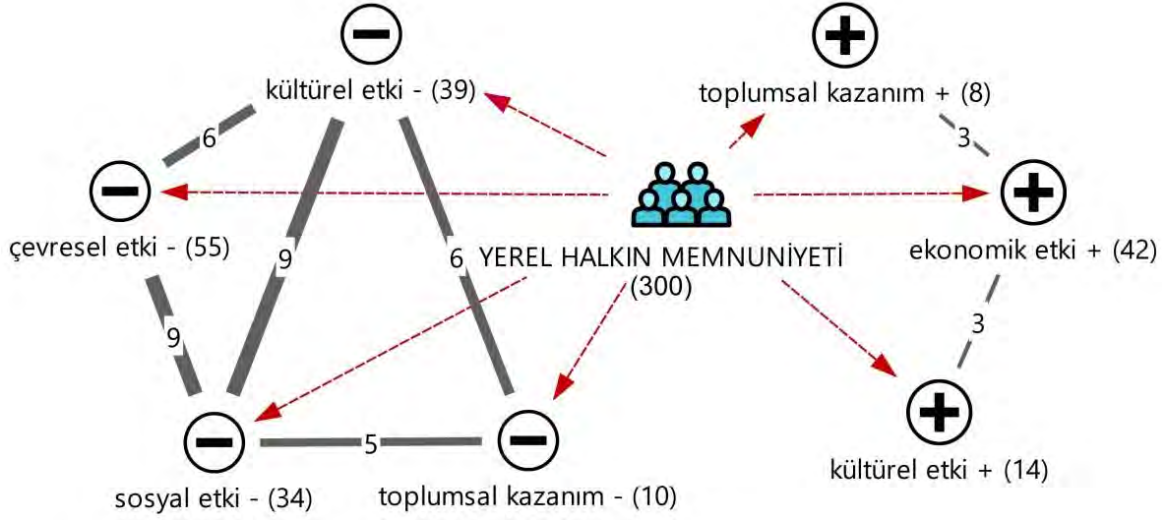 kültürel etki - (39)
toplumsal kazanım + (8)
6
3
çevresel etki - (55)
9
6
YEREL HALKIN MEMNUNİYETİ
(300)
ekonomik etki + (42)
9
3
5
kültürel etki + (14)
sosyal etki - (34)
toplumsal kazanım - (10)